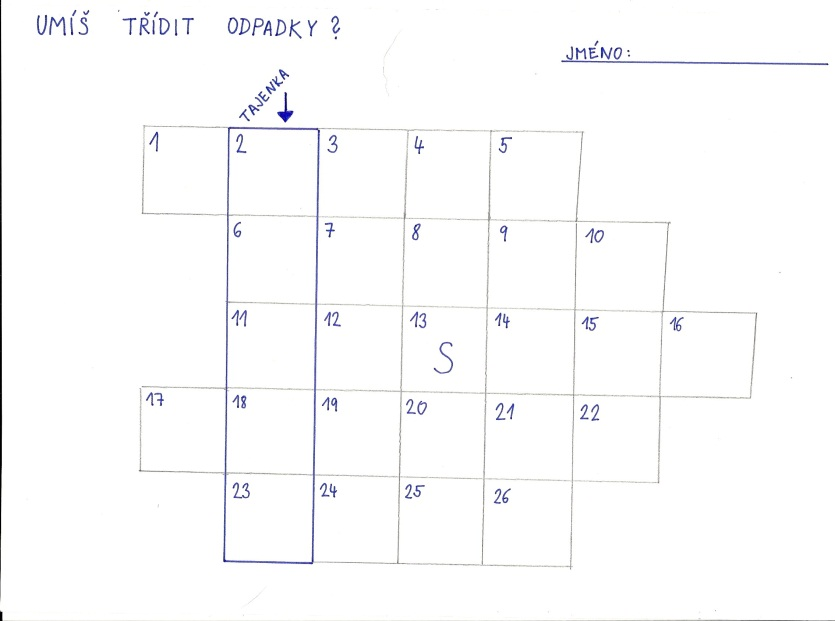 UMÍŠ TŘÍDIT ODPADKY?
JMÉNO:
TAJENKA
1 2 3 4 5
6 7 8 9 10
11 12 13 14 15 16
S
17 18 19 20 21 22
23 24 25 26